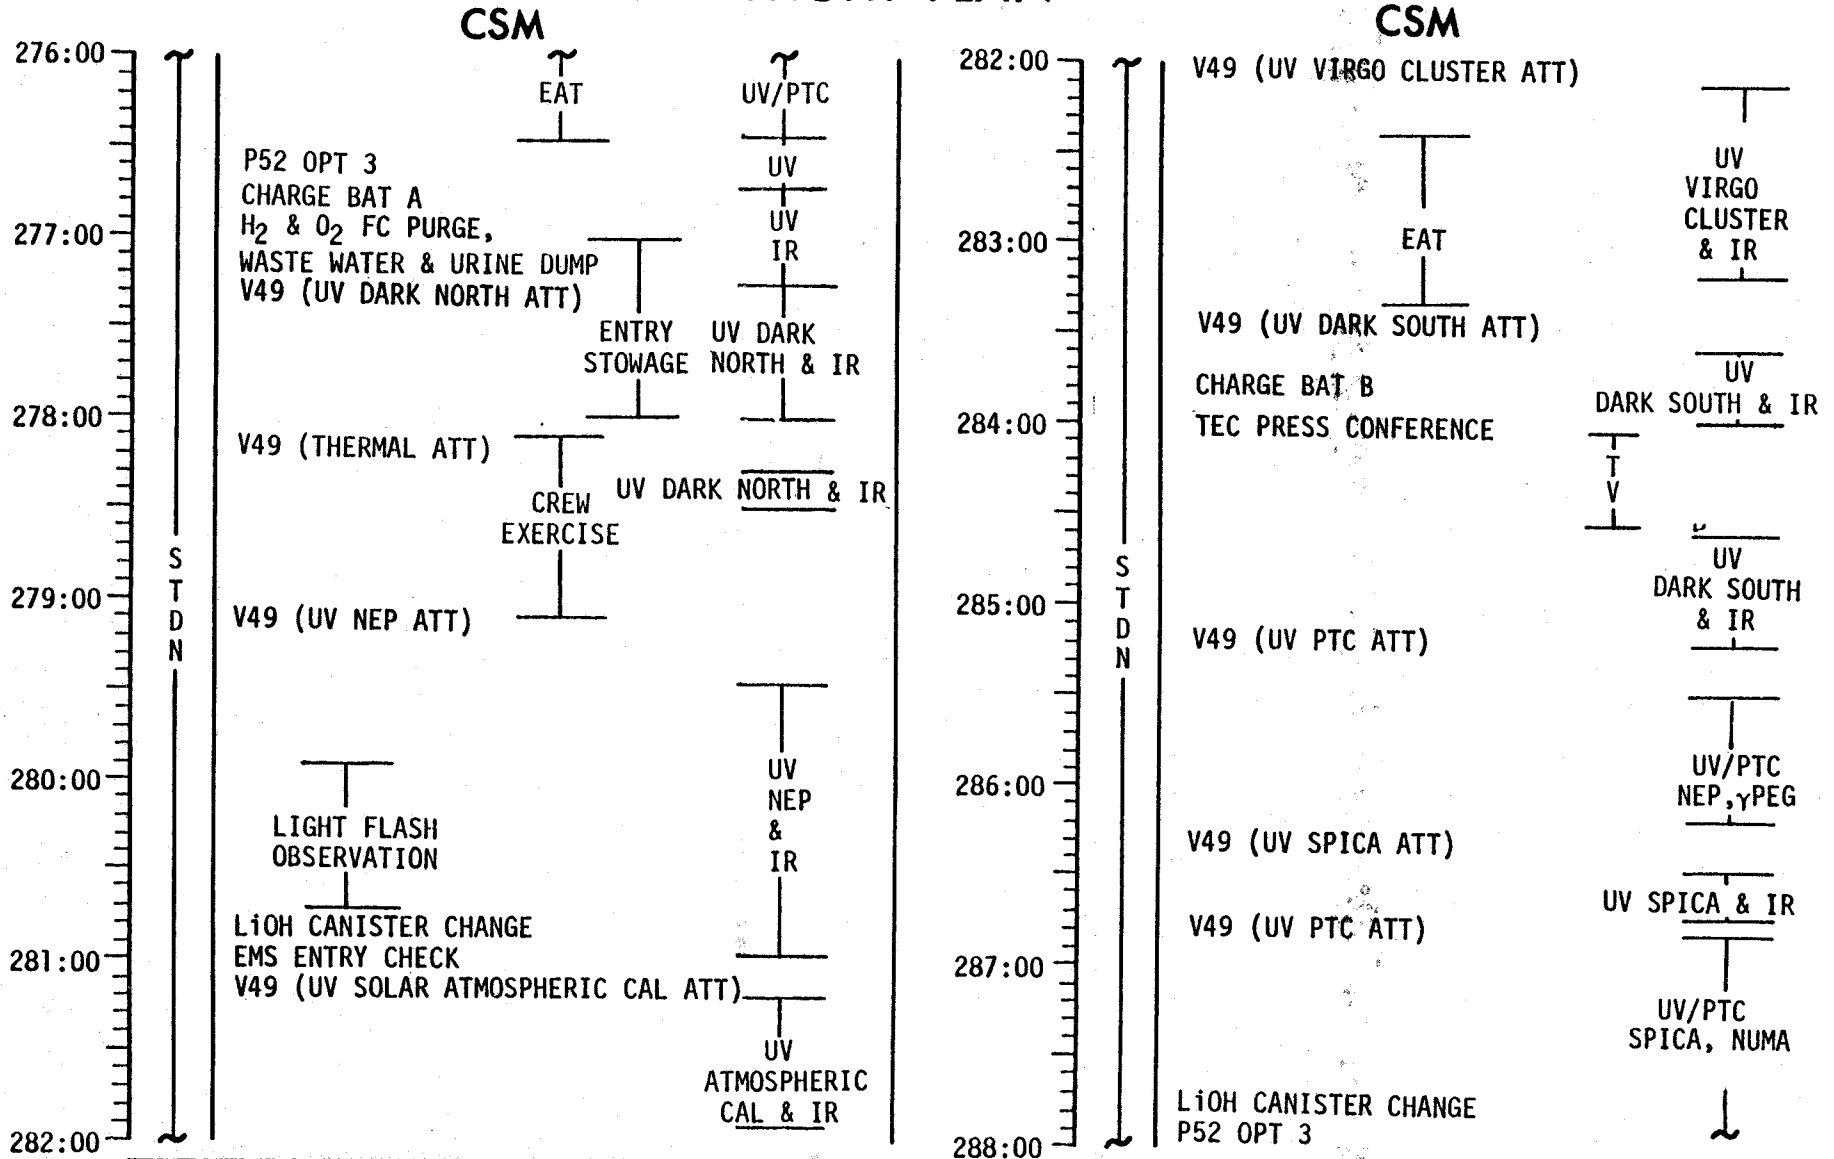 CSM
276:00
EAT
UV/PTC
P52 OPT 3
UV
CHARGE BAT A
H2 & O2 FC PURGE,
UV
IR
277:00
WASTE WATER & URINE DUMP
V49 (UV DARK NORTH ATT)
ENTRY
STOWAGE
UV DARK
NORTH & IR
278:00
V49 (THERMAL ATT)
UV DARK NORTH & IR
CREW
EXERCISE
S
T
D
N
279:00
V49 (UV NEP ATT)
UV
NEP
&
IR
280:00
LIGHT FLASH
OBSERVATION
LiOH CANISTER CHANGE
EMS ENTRY CHECK
281:00
V49 (UV SOLAR ATMOSPHERIC CAL ATT)
UV
ATMOSPHERIC
CAL & IR
282:00
CSM
282:00
V49 (UV VIRGO CLUSTER ATT)
UV
VIRGO
CLUSTER
& IR
283:00
EAT
V49 (UV DARK SOUTH ATT)
UV
DARK SOUTH & IR
CHARGE BAT B
284:00
TEC PRESS CONFERENCE
T
V
S
T
D
N
UV
DARK SOUTH
& IR
285:00
V49 (UV PTC ATT)
UV/PTC
NEP,γPEG
286:00
V49 (UV SPICA ATT)
UV SPICA & IR
V49 (UV PTC ATT)
287:00
UV/PTC
SPICA, NUMA
LiOH CANISTER CHANGE
P52 OPT 3
288:00